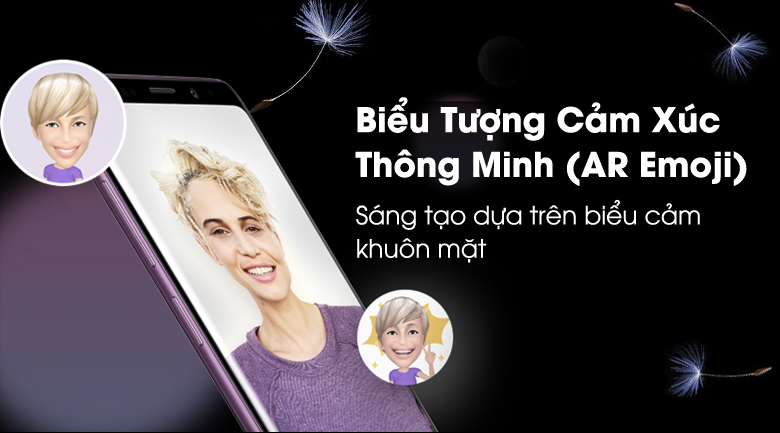 Biểu Tượng Cảm Xúc
Thông Minh (AR Emoji)
Sáng tạo dựa trên biểu cảm
khuôn mặt